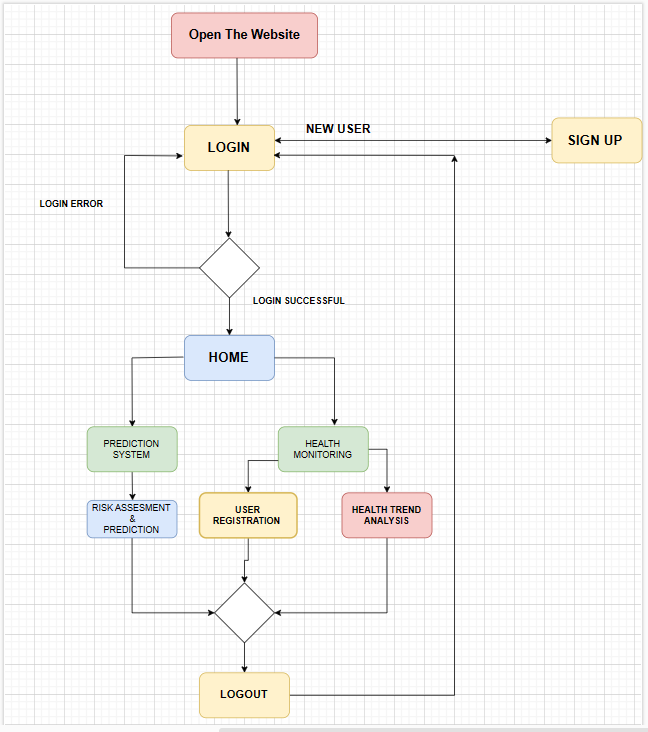 Open The Website
NEW USER
LOGIN
SIGN UP
LOGIN ERROR
LOGIN SUCCESSFUL
HOME
PREDICTION
SYSTEM
HEALTH
MONITORING
RISK ASSESMENT
&
PREDICTION
USER
REGISTRATION
HEALTH TREND
ANALYSIS
LOGOUT